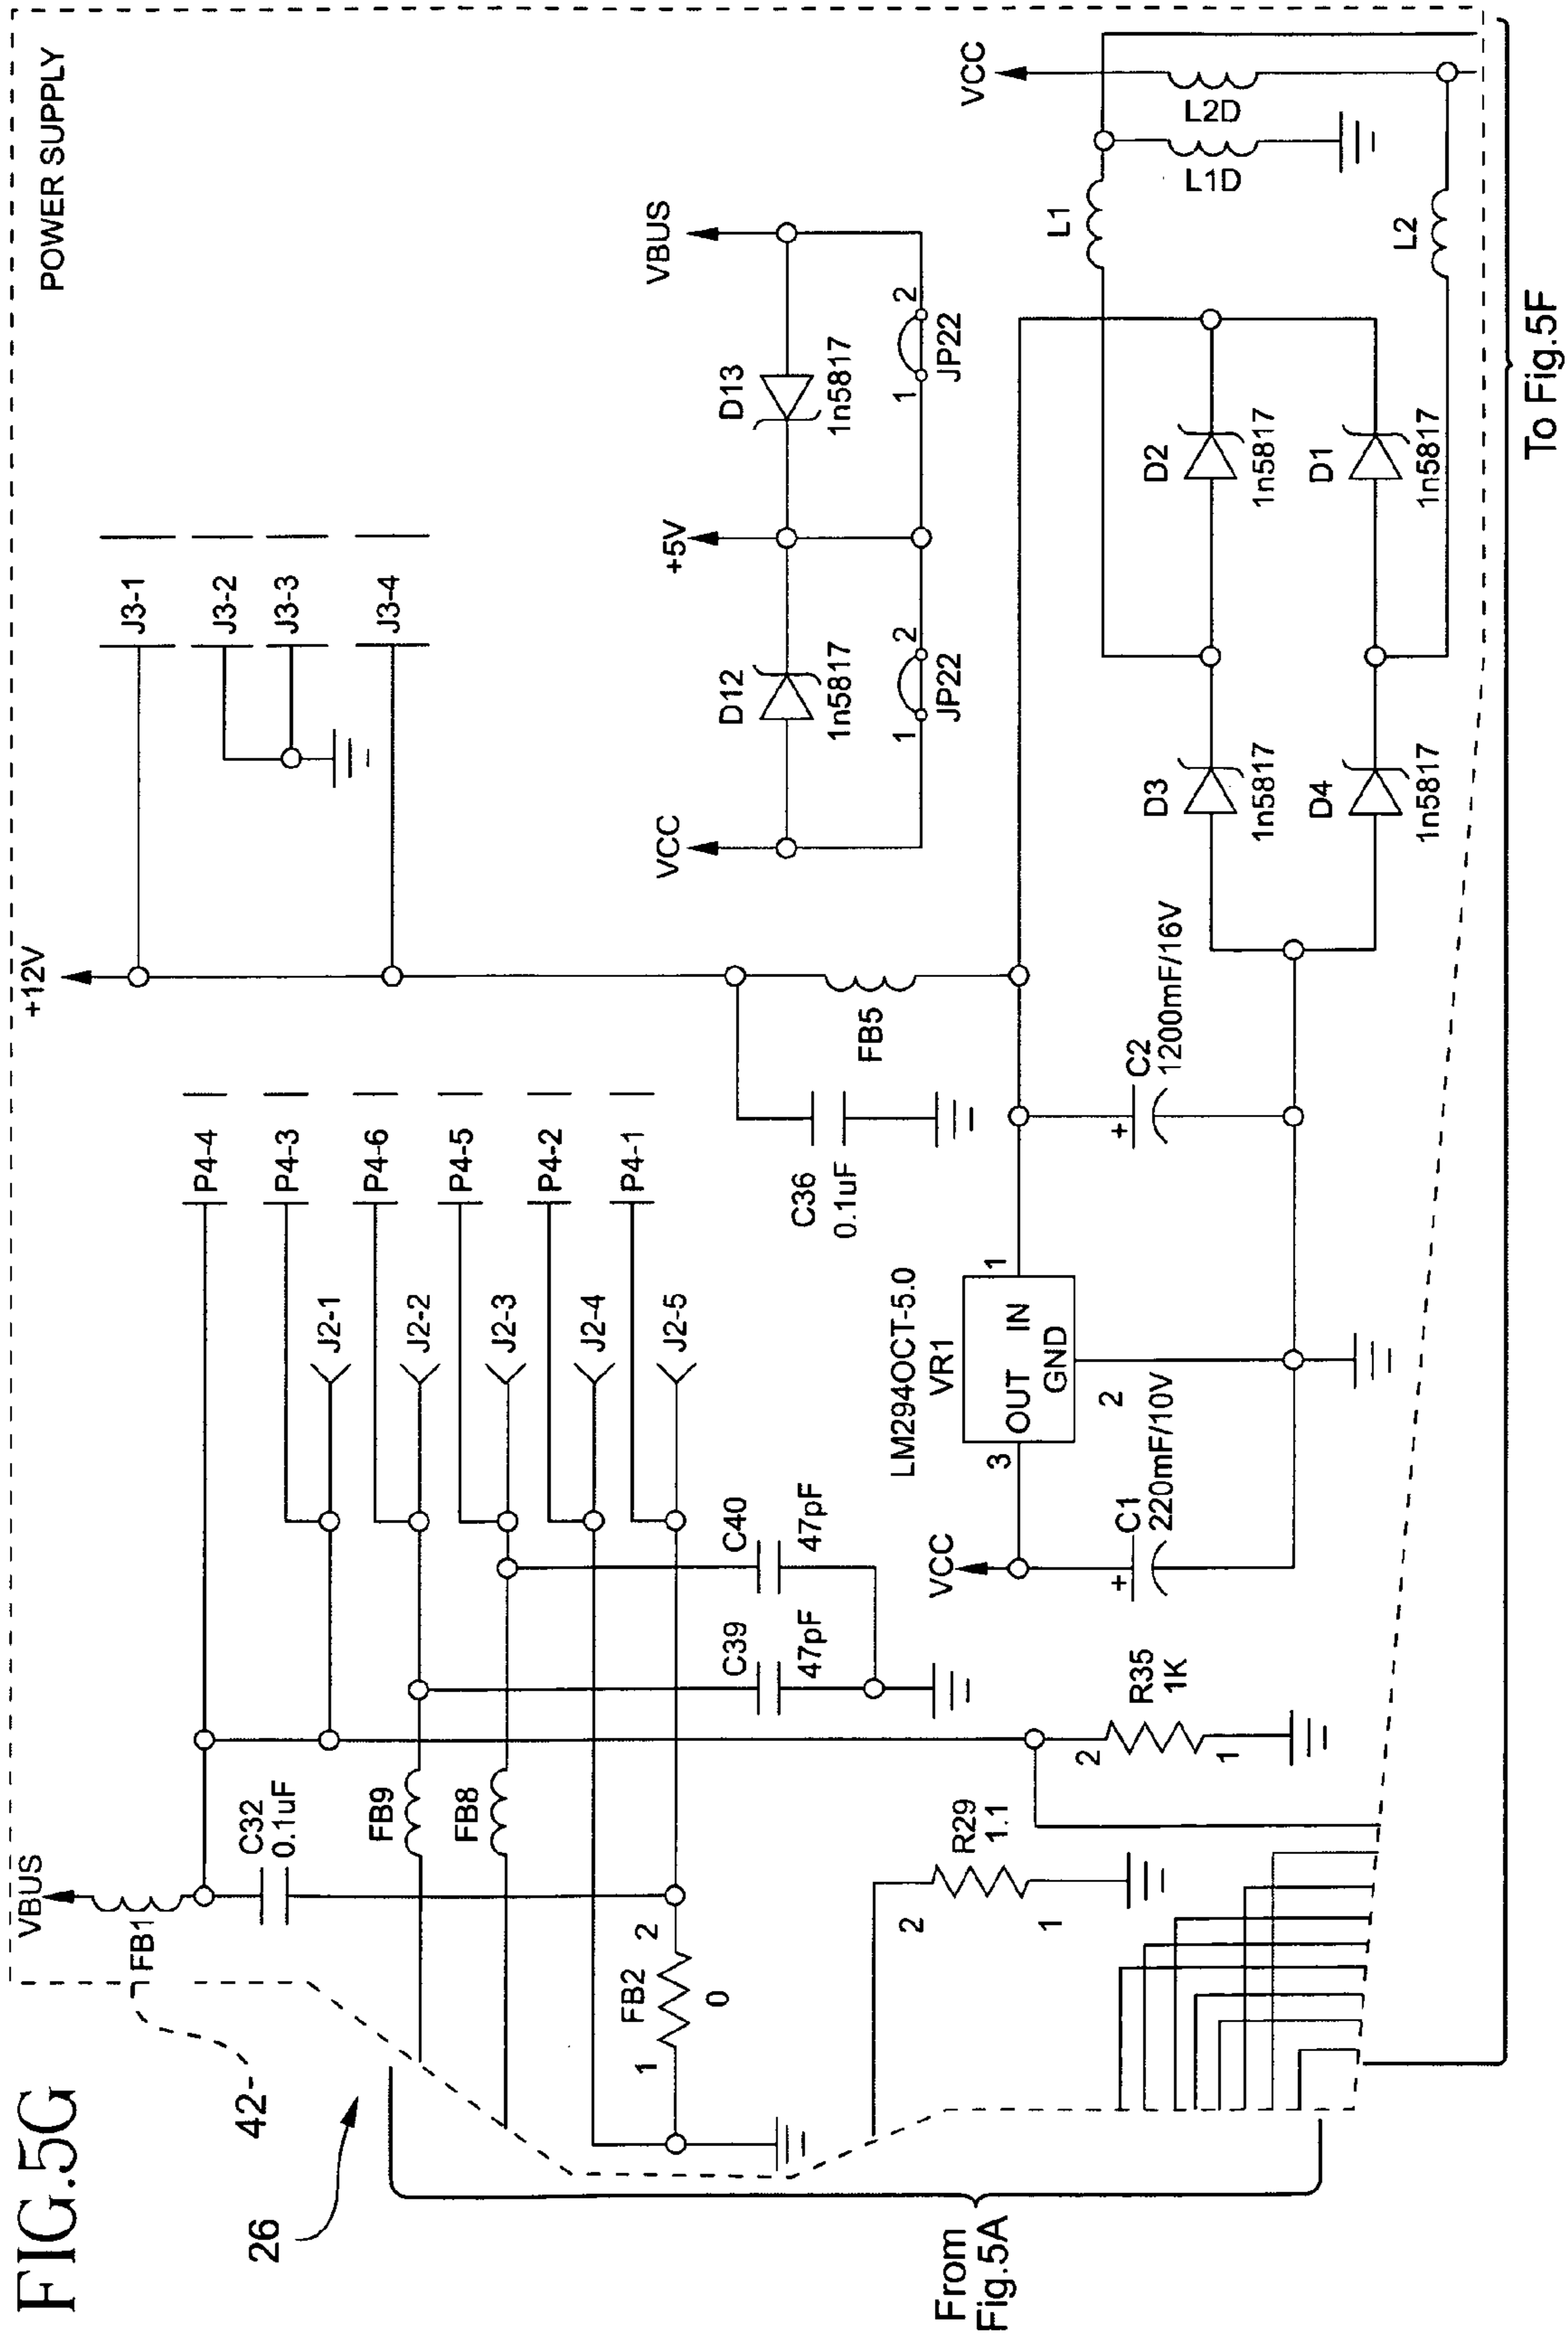 FIG.5G
POWER SUPPLY
42
26
VBUS
FB1
C32
0.1uF
P4-4
P4-3
P4-6
P4-5
P4-2
P4-1
J2-1
J2-2
J2-3
J2-4
J2-5
FB9
FB8
FB2
0
1
2
C39
47pF
C40
47pF
+12V
J3-1
J3-2
J3-3
J3-4
C36
0.1uF
FB5
VCC
D12
1n5817
+5V
D13
1n5817
VBUS
1
2
JP22
1
2
JP22
R29
1.1
2
1
R35
1K
2
1
VCC
LM294OCT-5.0
VR1
3
OUT
IN
1
GND
2
+
C1
220mF/10V
+
C2
1200mF/16V
D3
1n5817
D2
1n5817
D4
1n5817
D1
1n5817
L1
L2
L1D
L2D
VCC
From
Fig.5A
To Fig.5F